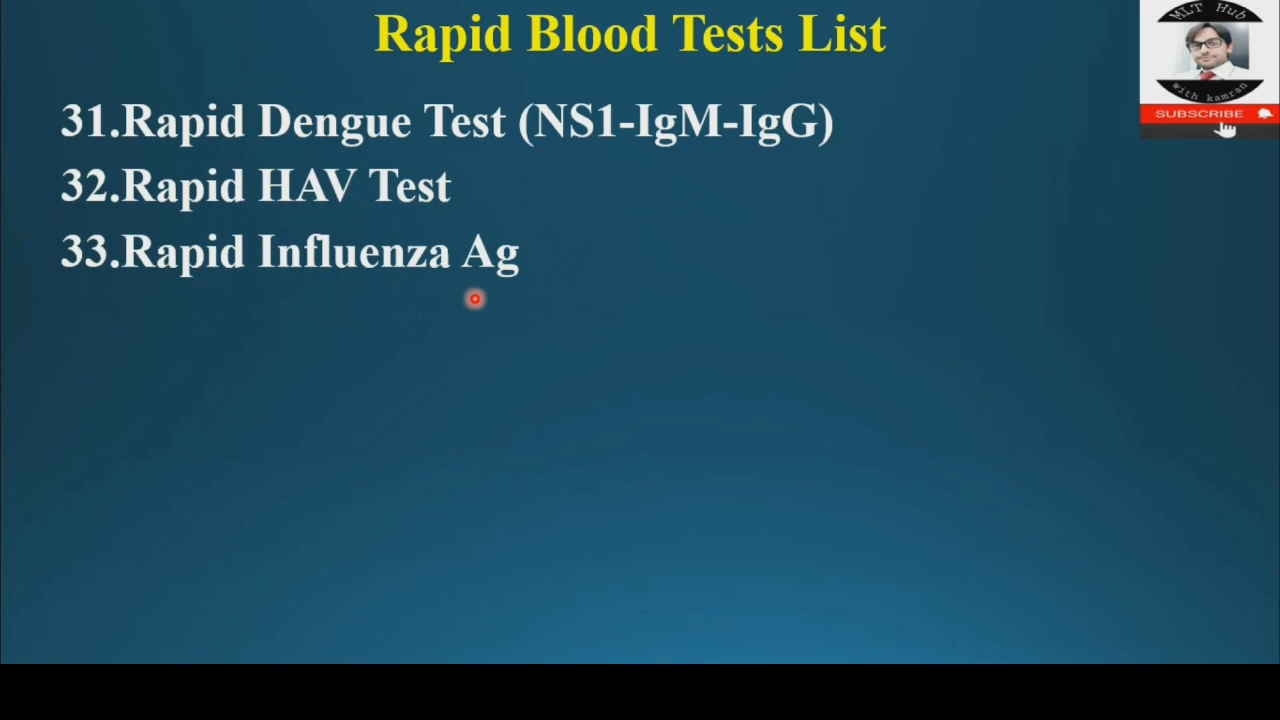 Rapid Blood Tests List
MLT Hub
with kamran
SUBSCRIBE
31.Rapid Dengue Test (NS1-IgM-IgG)
32.Rapid HAV Test
33.Rapid Influenza Ag